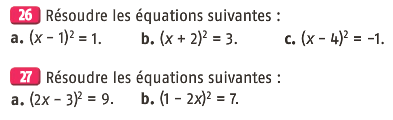 26 Résoudre les équations suivantes :
a. (x – 1)² = 1. b. (x + 2)² = 3. c. (x – 4)² = –1.
27 Résoudre les équations suivantes :
a. (2x – 3)² = 9. b. (1 – 2x)² = 7.